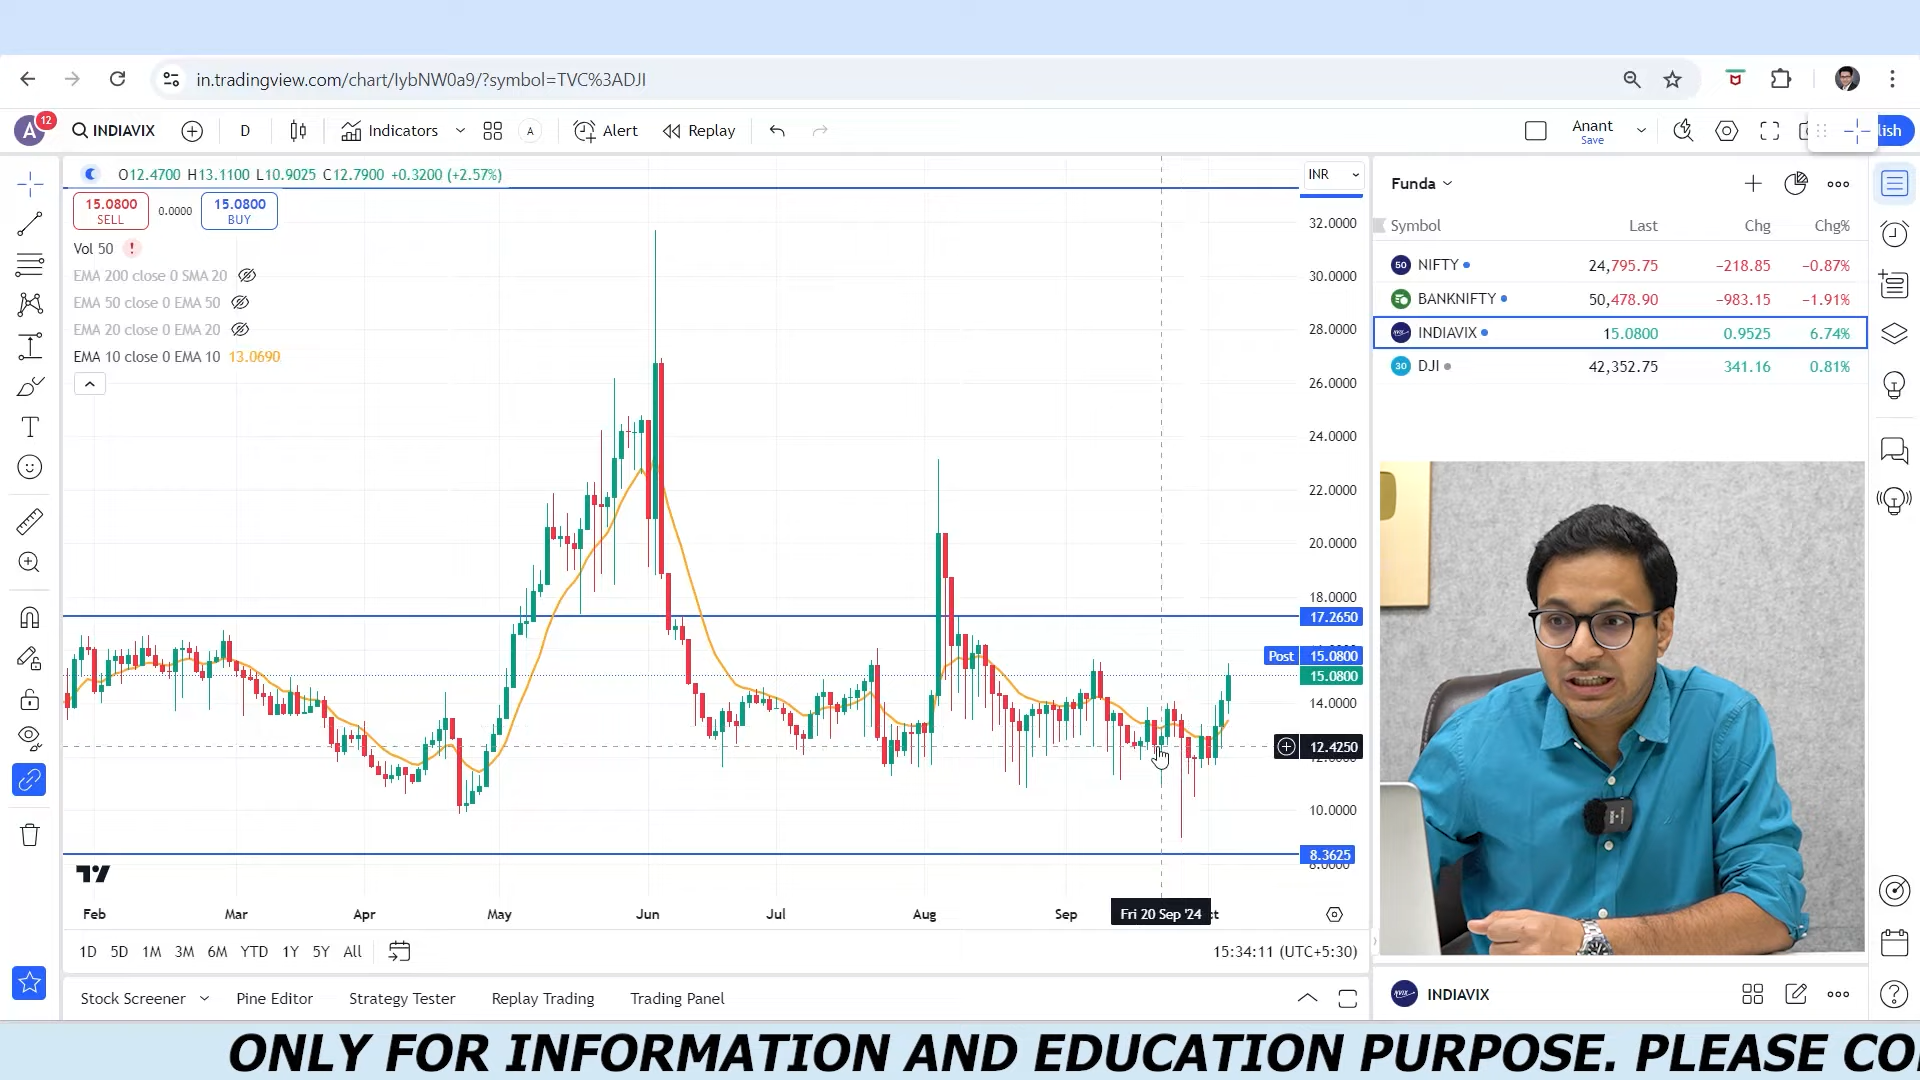 in.tradingview.com/chart/IybNW0a9/?symbol=TVC%3ADJI
A 12 INDIAVIX D Indicators A Alert Replay Anant Save lish
O12.4700 H13.1100 L10.9025 C12.7900 +0.3200 (+2.57%) INR
15.0800 SELL 0.0000 15.0800 BUY
Vol 50 !
EMA 200 close 0 SMA 20
EMA 50 close 0 EMA 50
EMA 20 close 0 EMA 20
EMA 10 close 0 EMA 10 13.0690
32.0000
30.0000
28.0000
26.0000
24.0000
22.0000
20.0000
18.0000
17.2650
Post 15.0800
15.0800
14.0000
12.4250
12.0000
10.0000
8.3625
8.0000
Feb Mar Apr May Jun Jul Aug Sep Fri 20 Sep '24 t
1D 5D 1M 3M 6M YTD 1Y 5Y All 15:34:11 (UTC+5:30)
Stock Screener Pine Editor Strategy Tester Replay Trading Trading Panel
Funda
Symbol Last Chg Chg%
50 NIFTY 24,795.75 −218.85 −0.87%
BANKNIFTY 50,478.90 −983.15 −1.91%
INDIAVIX 15.0800 0.9525 6.74%
30 DJI 42,352.75 341.16 0.81%
INDIAVIX
ONLY FOR INFORMATION AND EDUCATION PURPOSE. PLEASE CO